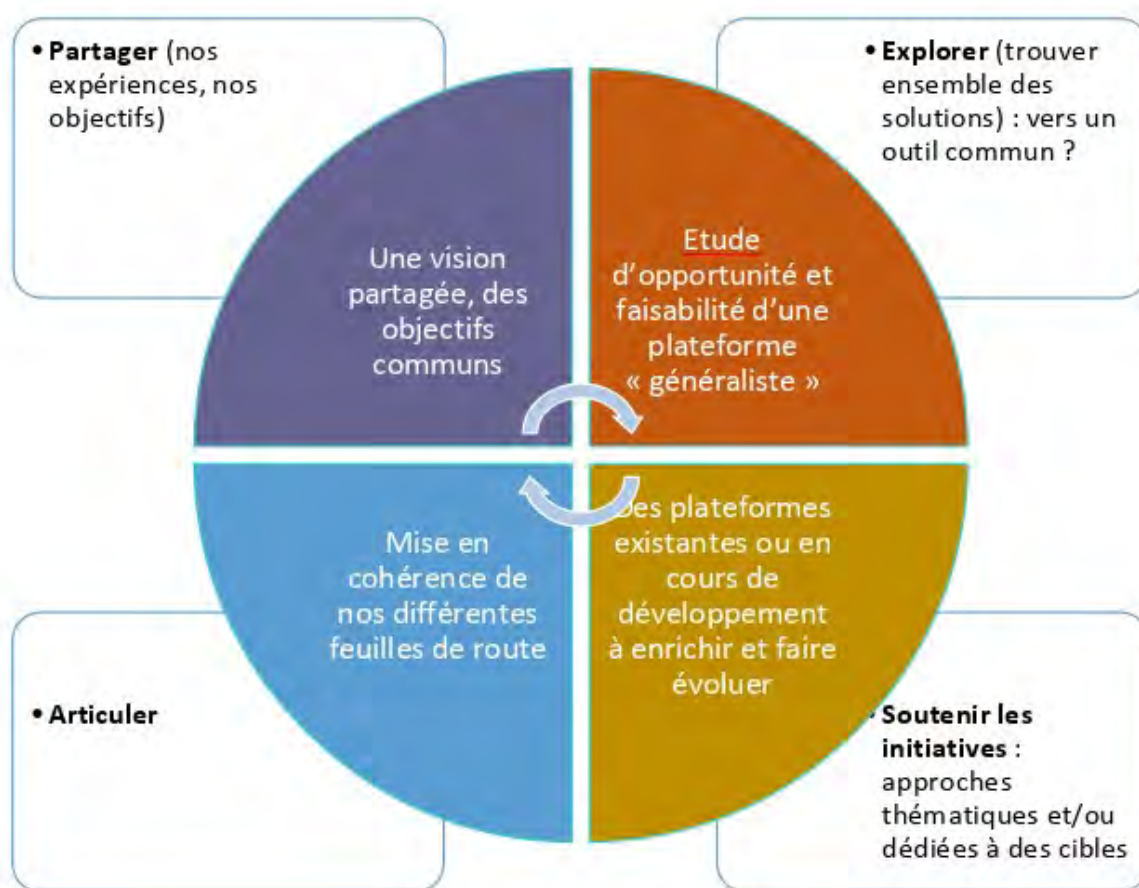 • Partager (nos
expériences, nos
objectifs)
• Explorer (trouver
ensemble des
solutions) : vers un
outil commun ?
Une vision
partagée, des
objectifs
communs
Etude
d'opportunité et
faisabilité d'une
plateforme
« généraliste »
Mise en
cohérence de
nos différentes
feuilles de route
Des plateformes
existantes ou en
cours de
développement
à enrichir et faire
évoluer
• Articuler
• Soutenir les
initiatives :
approches
thématiques et/ou
dédiées à des cibles